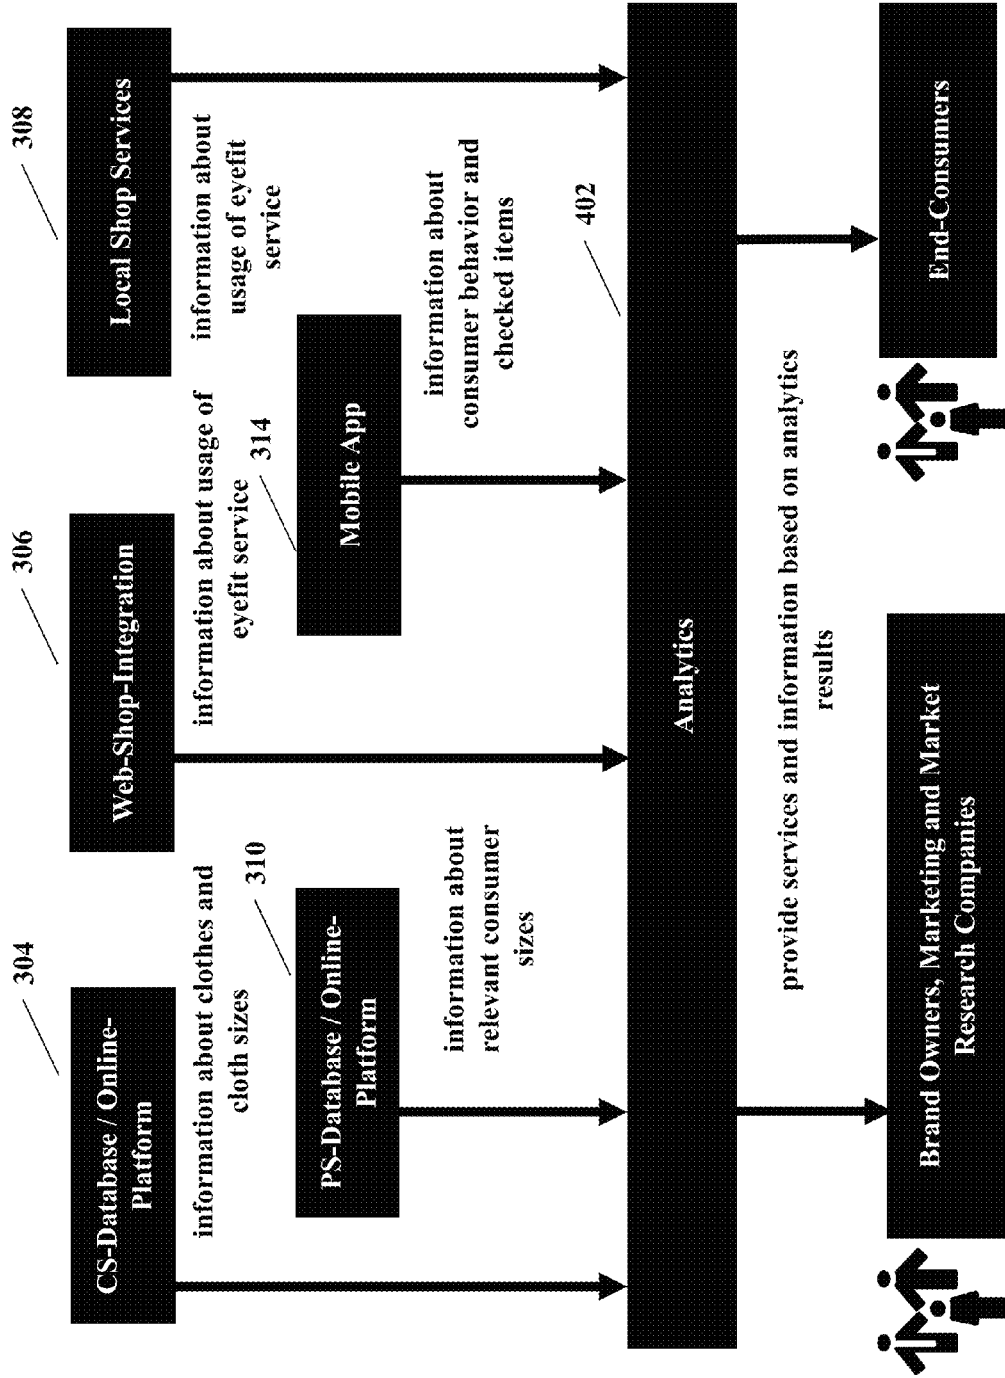 304
CS-Database / Online-
Platform
information about clothes and
cloth sizes
306
Web-Shop-Integration
information about usage of
eyefit service
308
Local Shop Services
information about
usage of eyefit
service
310
PS-Database / Online-
Platform
information about
relevant consumer
sizes
314
Mobile App
information about
consumer behavior and
checked items
402
Analytics
provide services and information based on analytics
results
Brand Owners, Marketing and Market
Research Companies
End-Consumers